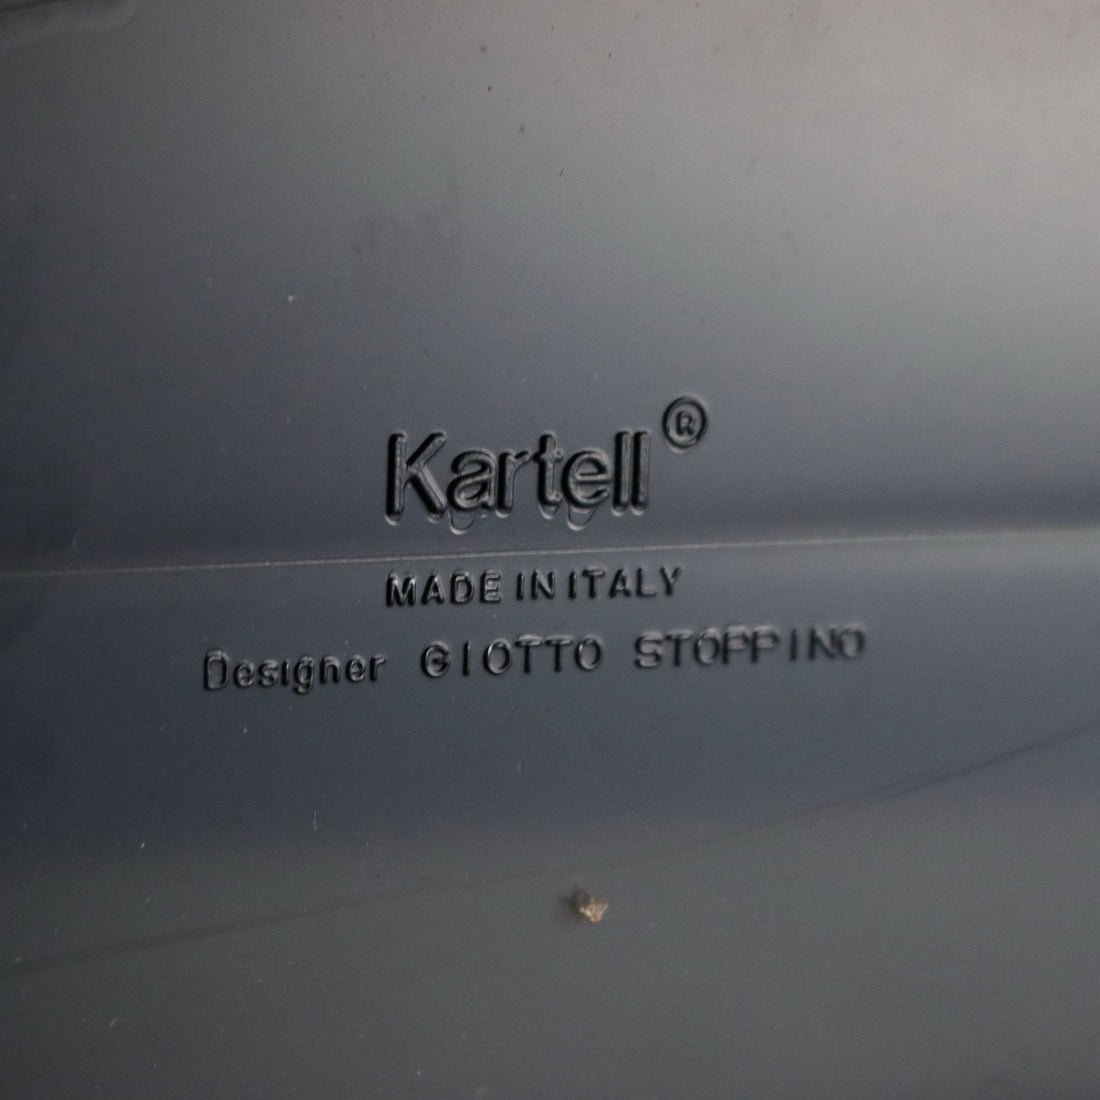 Kartell®
MADE IN ITALY
Designer GIOTTO STOPPINO